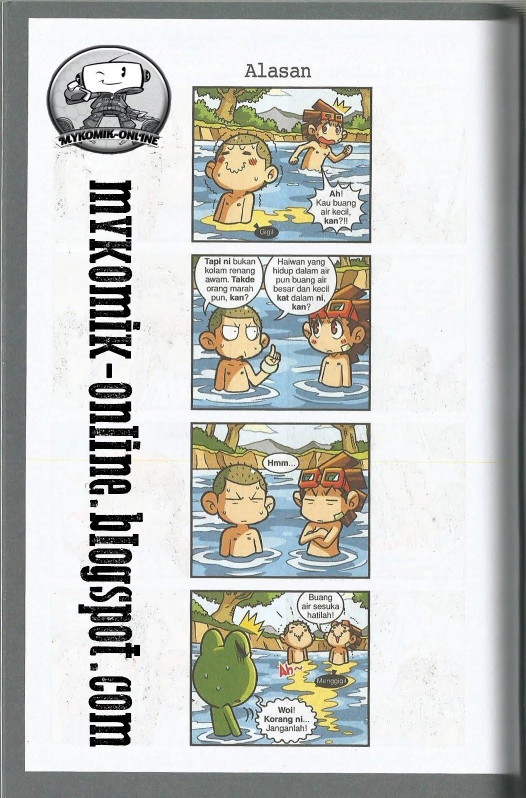 Alasan
MYKOMIK-ONLINE
mykomik-online.blogspot.com
Ah!
Kau buang
air kecil,
kan?!!
Gigil
Tapi ni bukan
kolam renang
awam. Takde
orang marah
pun, kan?
Haiwan yang
hidup dalam air
pun buang air
besar dan kecil
kat dalam ni,
kan?
Hmm...
Buang
air sesuka
hatilah!
Ah~
Menggigil
Woi!
Korang ni...
Janganlah!